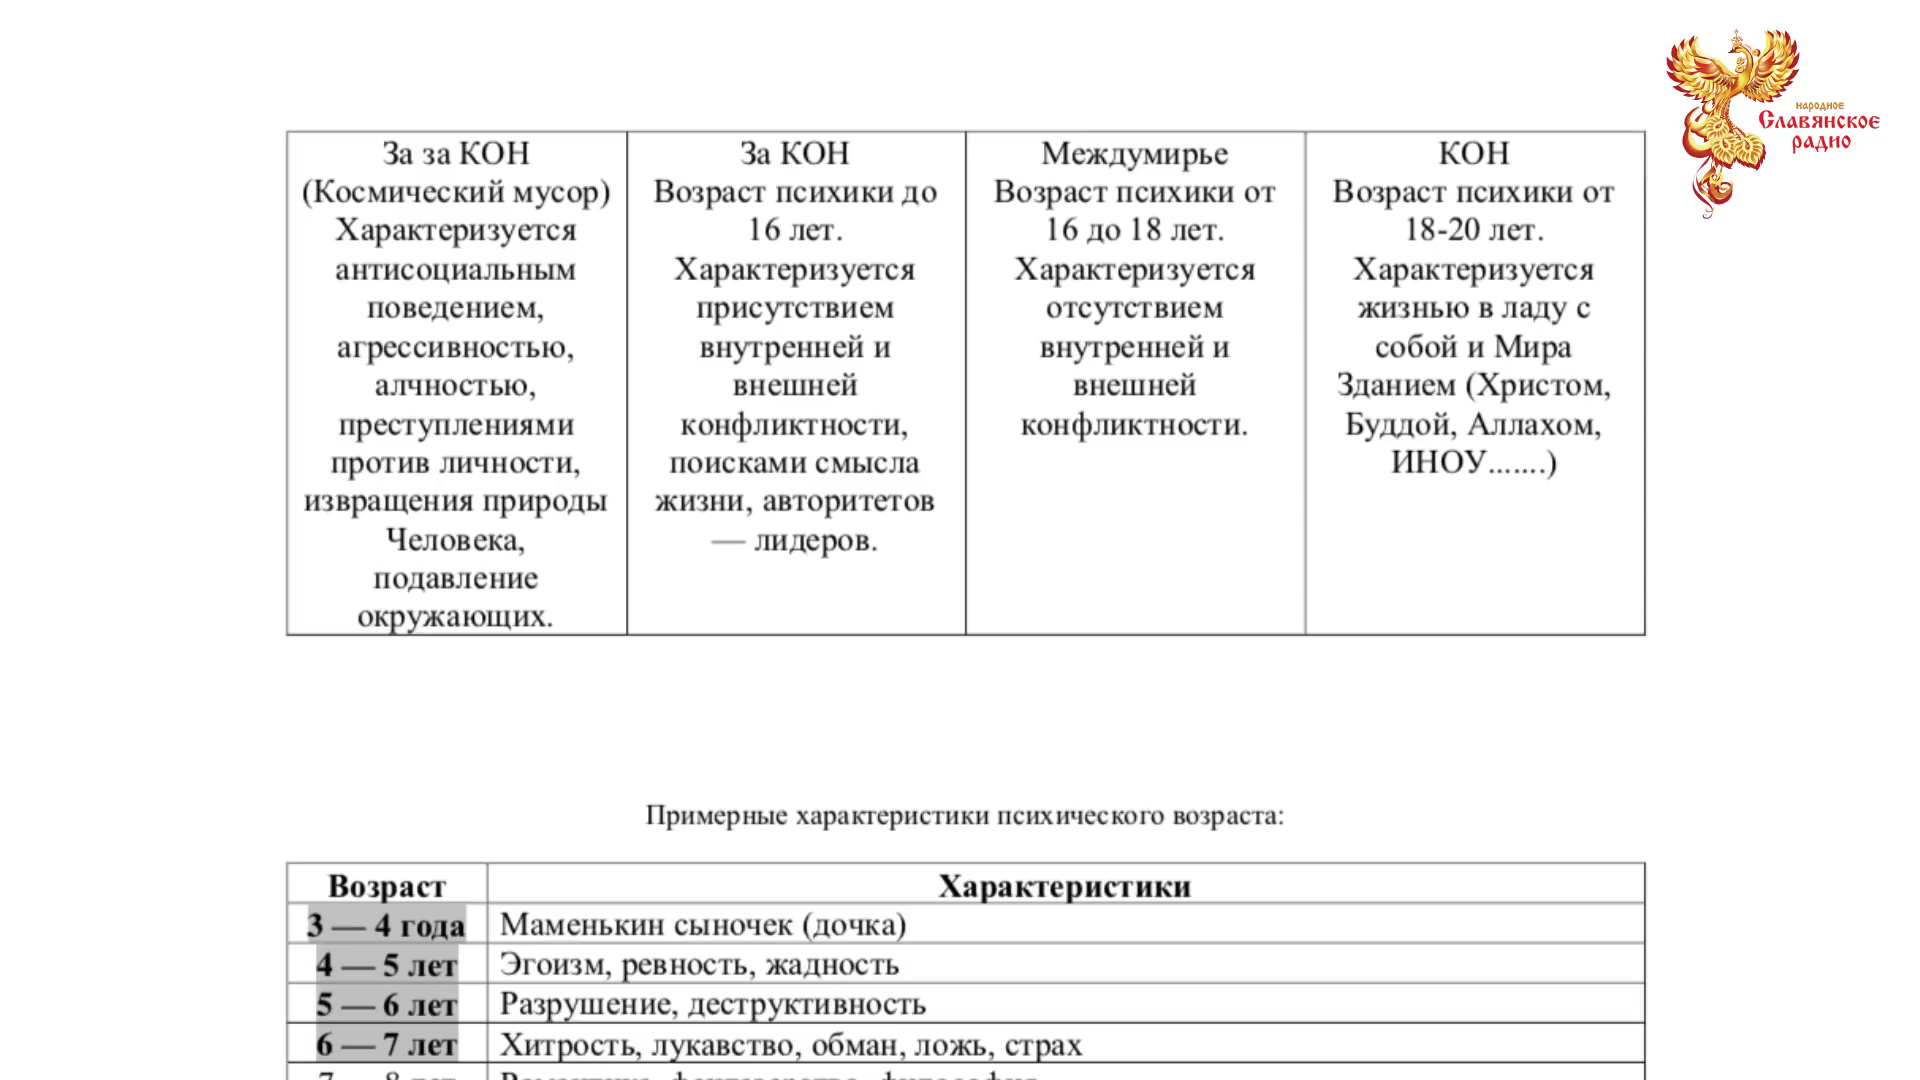 народное
Славянское
радио
За за КОН
(Космический мусор)
Характеризуется
антисоциальным
поведением,
агрессивностью,
алчностью,
преступлениями
против личности,
извращения природы
Человека,
подавление
окружающих.
За КОН
Возраст психики до
16 лет.
Характеризуется
присутствием
внутренней и
внешней
конфликтности,
поисками смысла
жизни, авторитетов
— лидеров.
Междумирье
Возраст психики от
16 до 18 лет.
Характеризуется
отсутствием
внутренней и
внешней
конфликтности.
КОН
Возраст психики от
18-20 лет.
Характеризуется
жизнью в ладу с
собой и Мира
Зданием (Христом,
Буддой, Аллахом,
ИНОУ.......)
Примерные характеристики психического возраста:
Возраст Характеристики
3 — 4 года Маменькин сыночек (дочка)
4 — 5 лет Эгоизм, ревность, жадность
5 — 6 лет Разрушение, деструктивность
6 — 7 лет Хитрость, лукавство, обман, ложь, страх